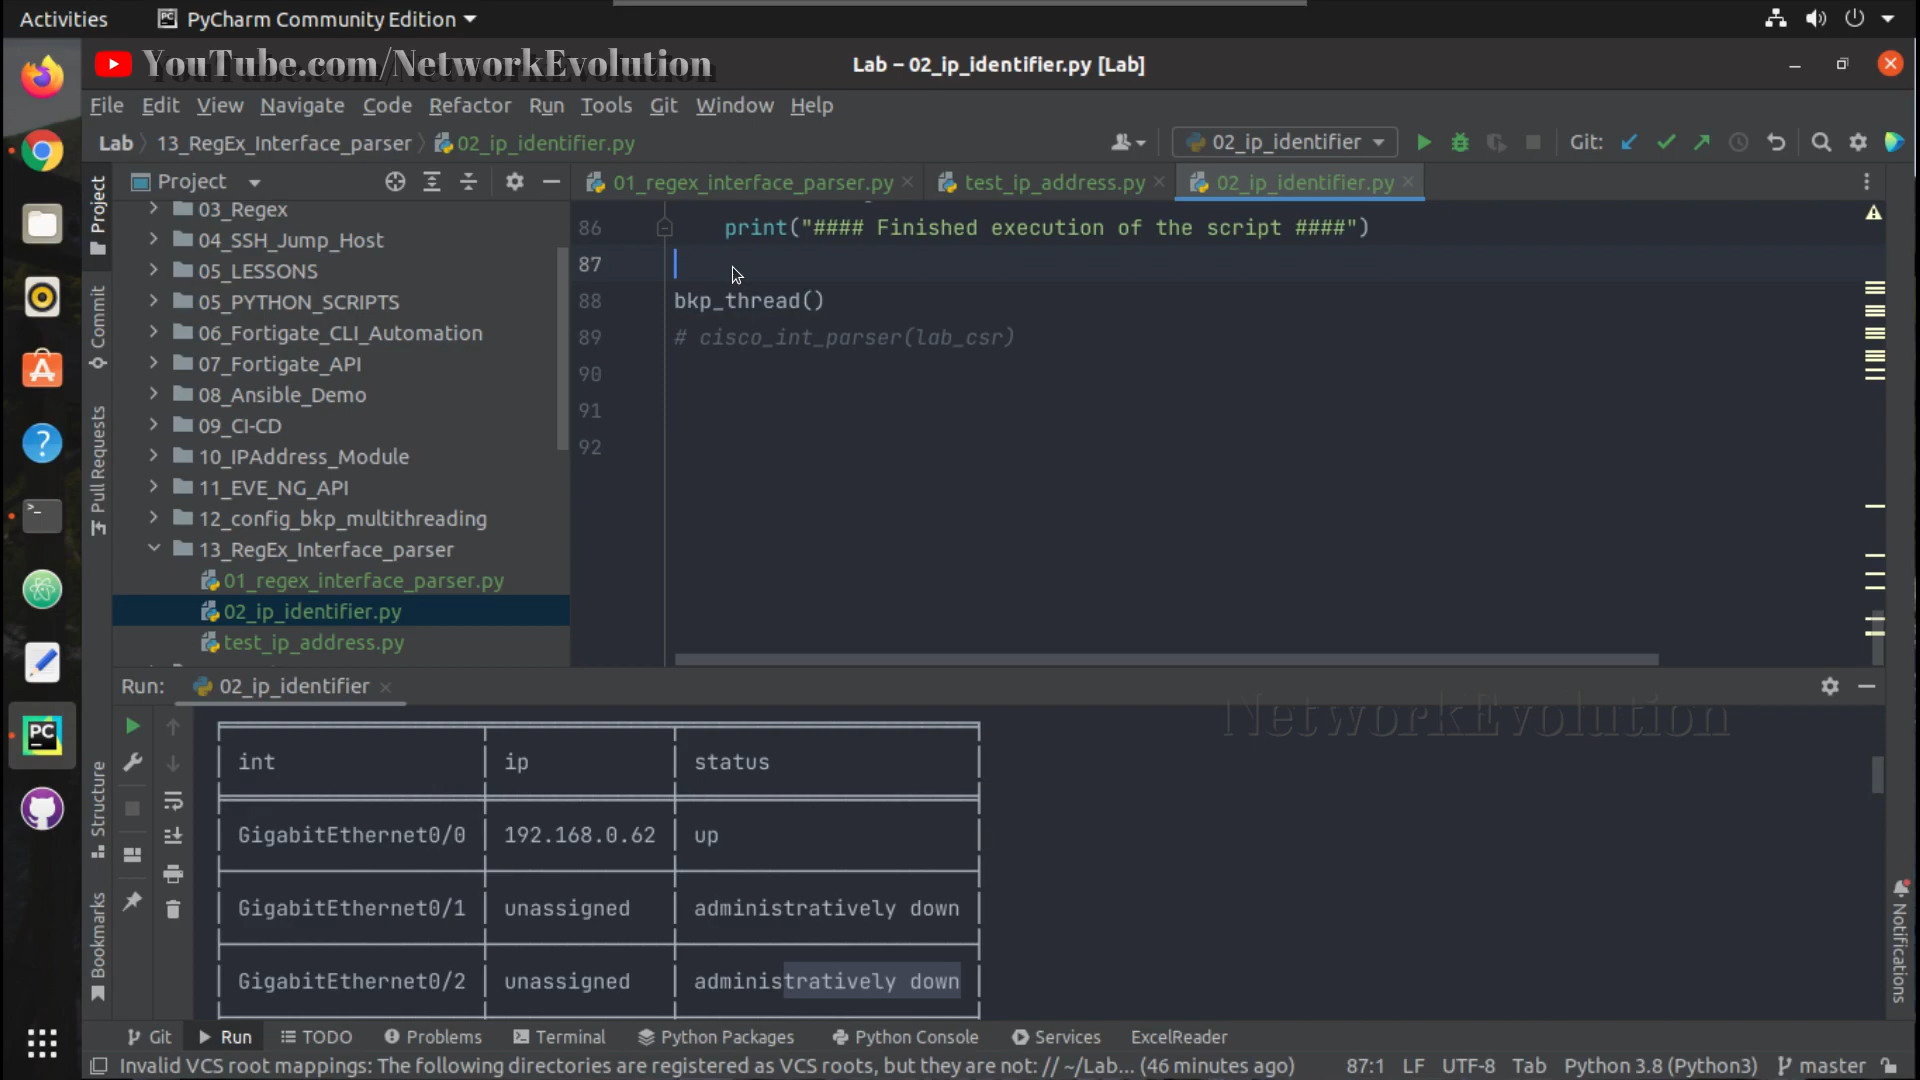 Activities PyCharm Community Edition
YouTube.com/NetworkEvolution
Lab – 02_ip_identifier.py [Lab]
File Edit View Navigate Code Refactor Run Tools Git Window Help
Lab 13_RegEx_Interface_parser 02_ip_identifier.py
02_ip_identifier Git:
Project
01_regex_interface_parser.py test_ip_address.py 02_ip_identifier.py
03_Regex
04_SSH_Jump_Host
05_LESSONS
05_PYTHON_SCRIPTS
06_Fortigate_CLI_Automation
07_Fortigate_API
08_Ansible_Demo
09_CI-CD
10_IPAddress_Module
11_EVE_NG_API
12_config_bkp_multithreading
13_RegEx_Interface_parser
01_regex_interface_parser.py
02_ip_identifier.py
test_ip_address.py
86 print("#### Finished execution of the script ####")
87
88 bkp_thread()
89 # cisco_int_parser(lab_csr)
90
91
92
Project
Commit
Pull Requests
Structure
Bookmarks
Notifications
Run: 02_ip_identifier
NetworkEvolution
int ip status
GigabitEthernet0/0 192.168.0.62 up
GigabitEthernet0/1 unassigned administratively down
GigabitEthernet0/2 unassigned administratively down
Git Run TODO Problems Terminal Python Packages Python Console Services ExcelReader
Invalid VCS root mappings: The following directories are registered as VCS roots, but they are not: // ~/Lab... (46 minutes ago) 87:1 LF UTF-8 Tab Python 3.8 (Python3) master